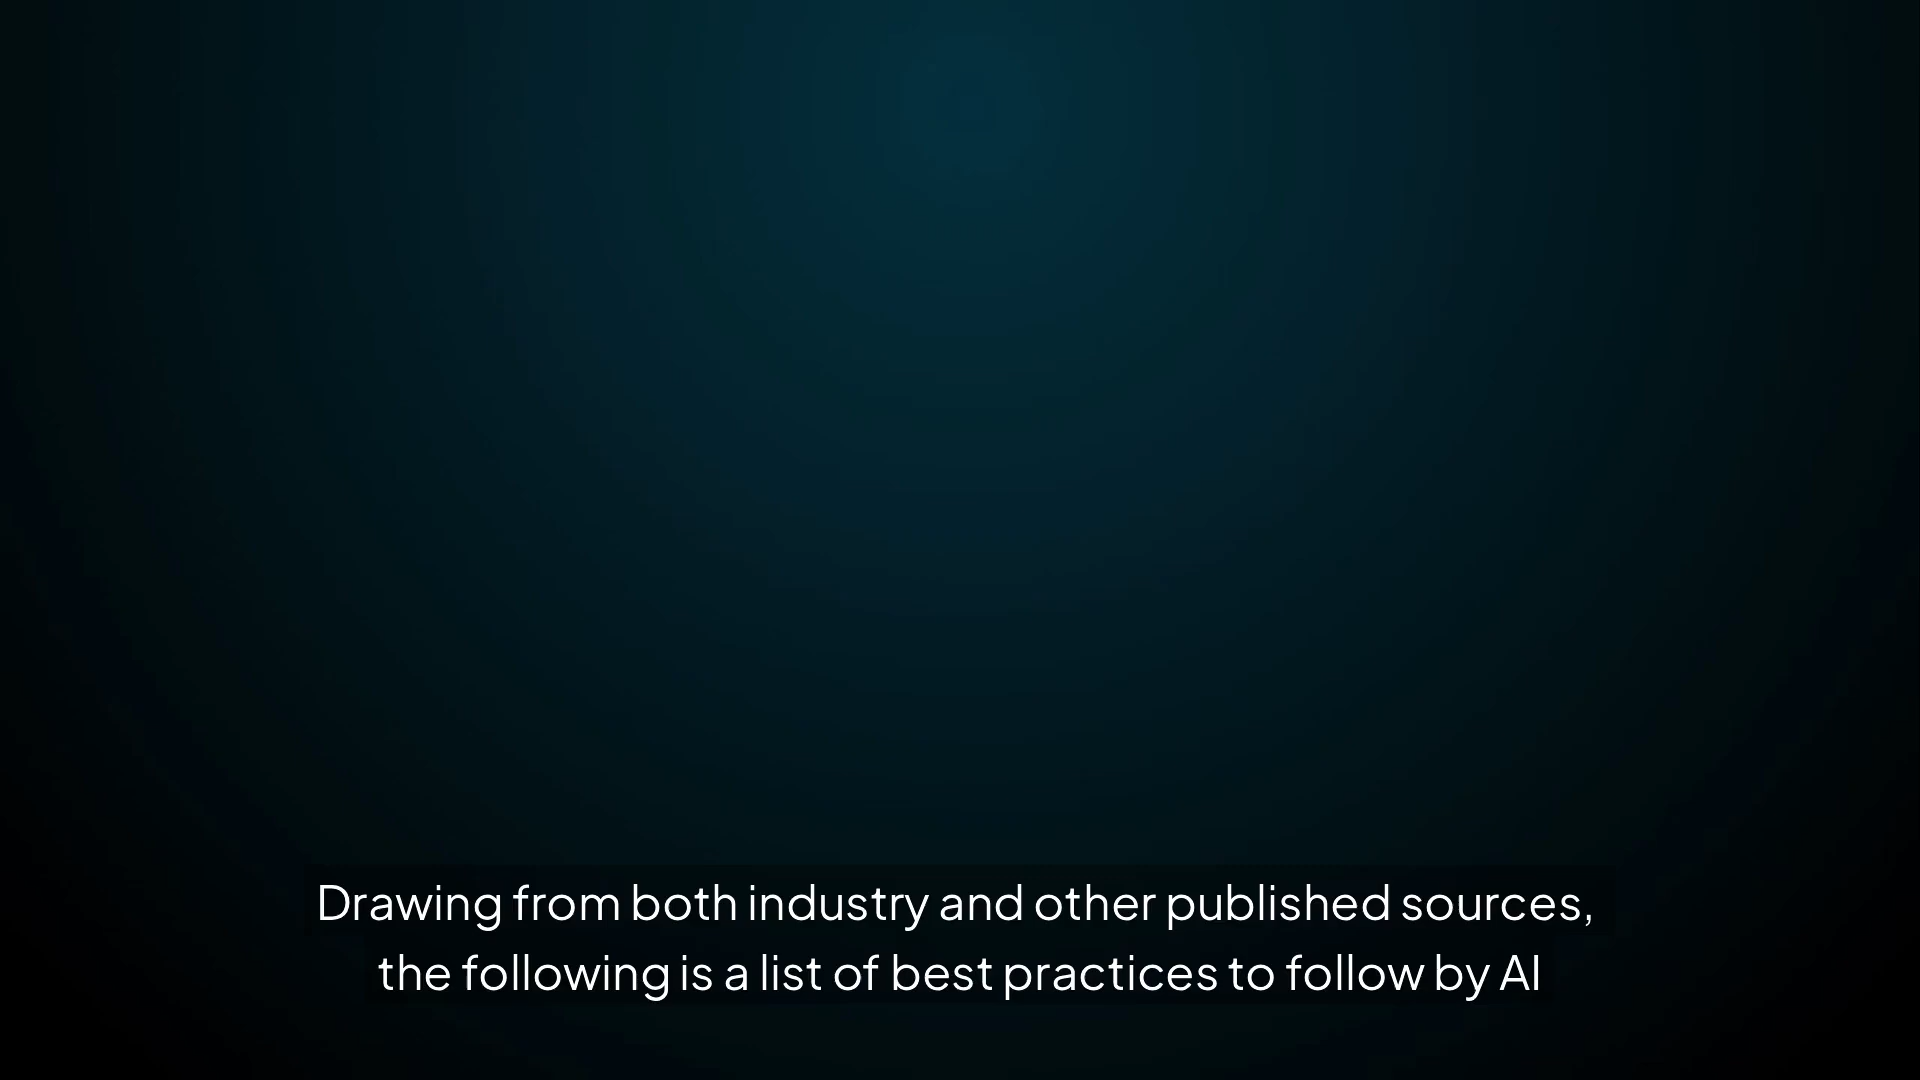 Drawing from both industry and other published sources,
the following is a list of best practices to follow by AI